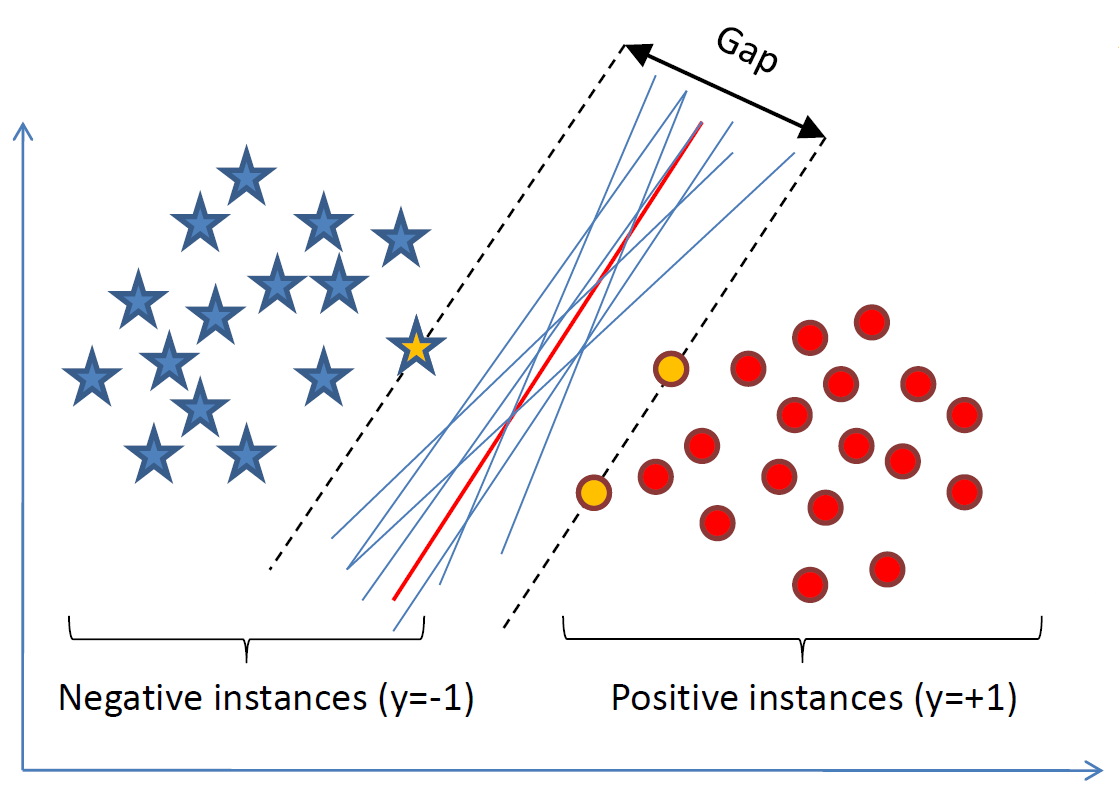 Gap
Negative instances (y=-1)
Positive instances (y=+1)